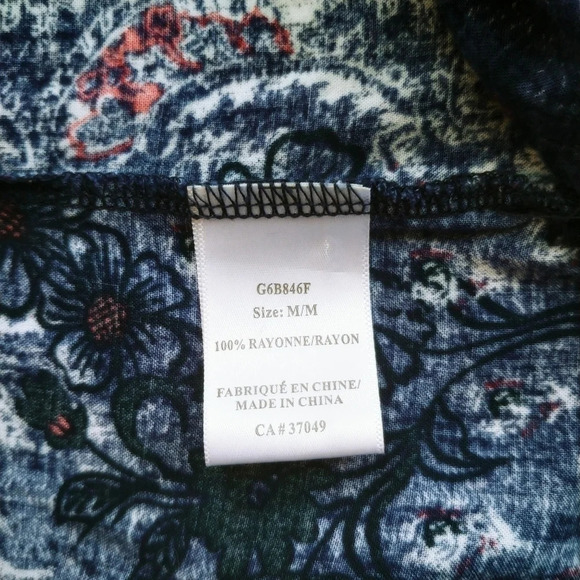 G6B846F
Size: M/M
100% RAYONNE/RAYON
FABRIQUÉ EN CHINE/
MADE IN CHINA
CA # 37049